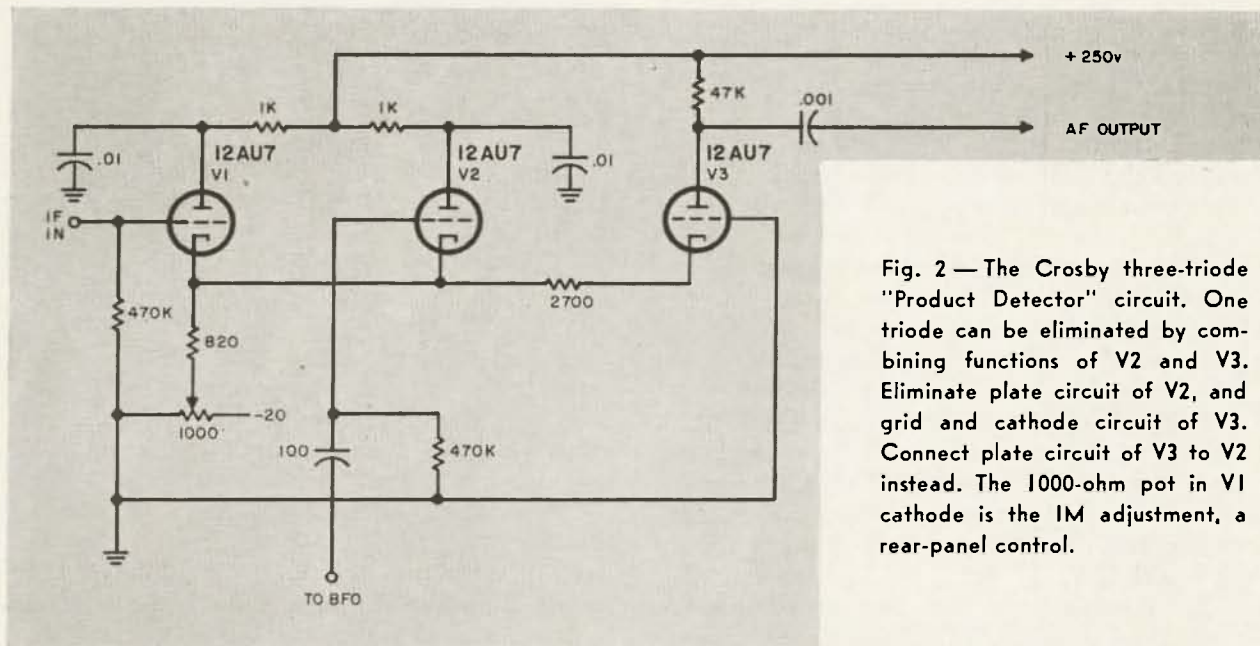 + 250v
1K
1K
47K
.001
AF OUTPUT
.01
12AU7
V1
12AU7
V2
.01
12AU7
V3
IF
IN
2700
470K
820
-20
1000
100
470K
TO BFO
Fig. 2 — The Crosby three-triode
"Product Detector" circuit. One
triode can be eliminated by com-
bining functions of V2 and V3.
Eliminate plate circuit of V2, and
grid and cathode circuit of V3.
Connect plate circuit of V3 to V2
instead. The 1000-ohm pot in V1
cathode is the IM adjustment, a
rear-panel control.